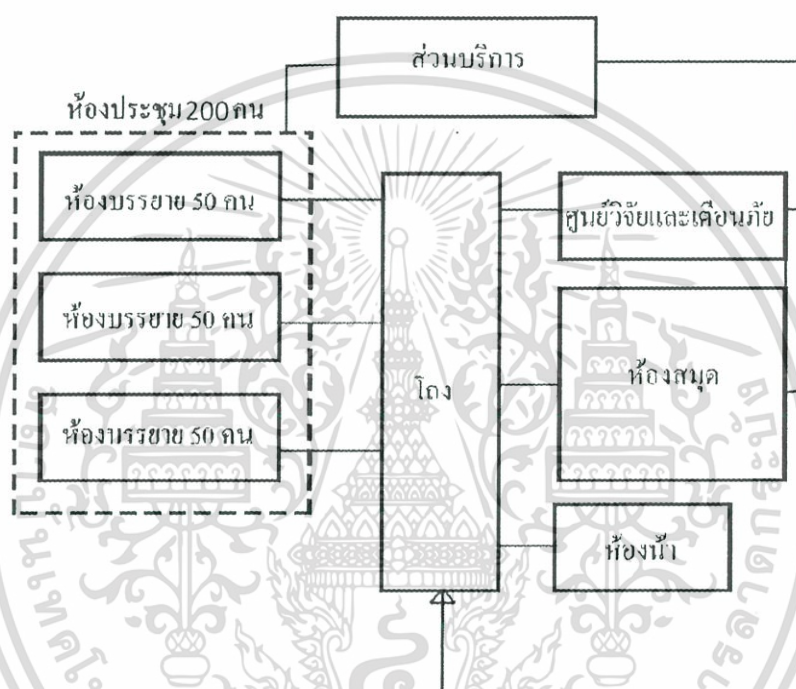 ส่วนบริการ
ห้องประชุม 200 คน
ห้องบรรยาย 50 คน
ศูนย์วิจัยและเตือนภัย
ห้องบรรยาย 50 คน
โถง
ห้องสมุด
ห้องบรรยาย 50 คน
ห้องน้ำ